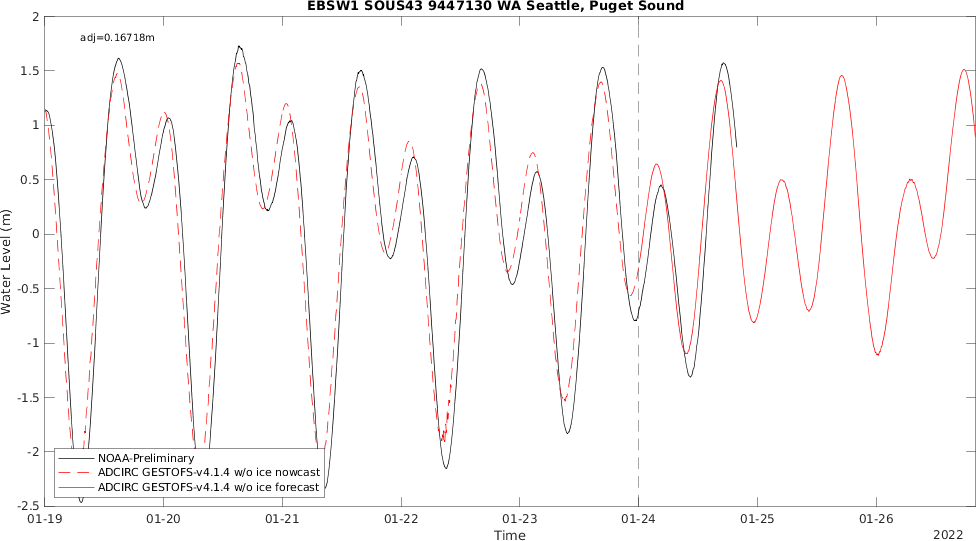 EBSW1 SOUS43 9447130 WA Seattle, Puget Sound
adj=0.16718m
2
1.5
1
0.5
0
-0.5
-1
-1.5
-2
-2.5
Water Level (m)
NOAA-Preliminary
ADCIRC GESTOFS-v4.1.4 w/o ice nowcast
ADCIRC GESTOFS-v4.1.4 w/o ice forecast
01-19 01-20 01-21 01-22 01-23 01-24 01-25 01-26
Time
2022